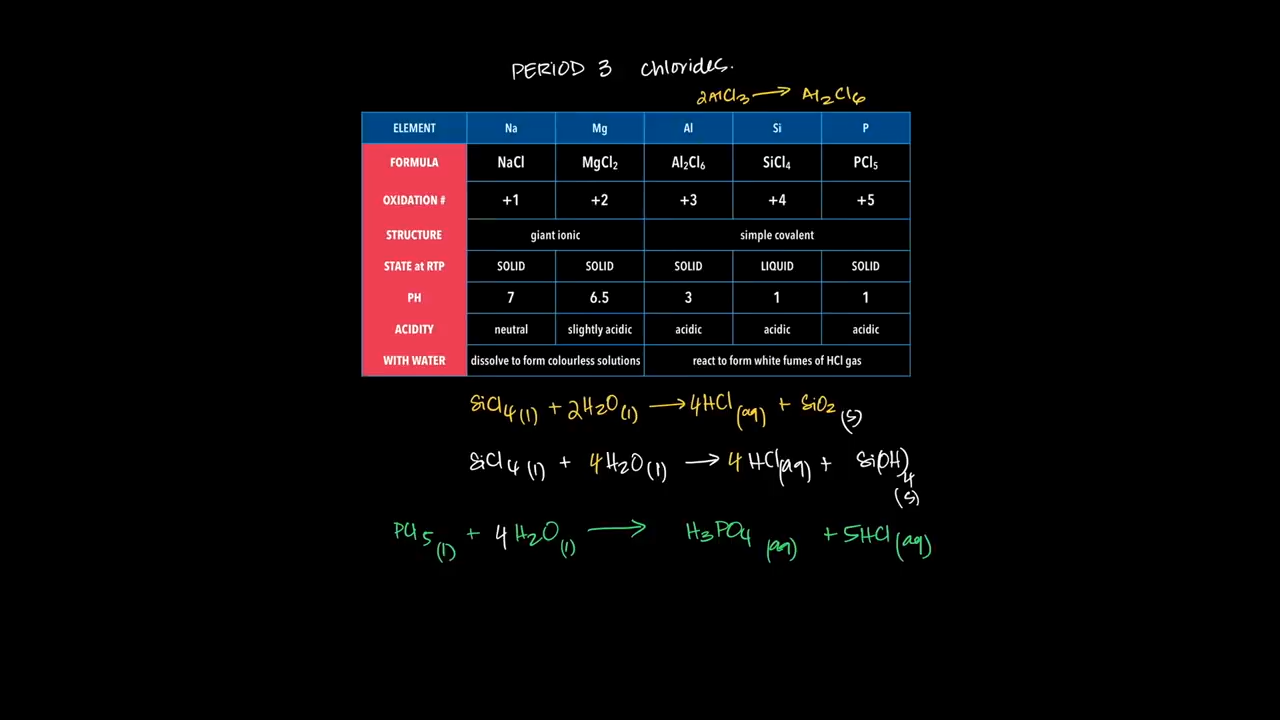 PERIOD 3 chlorides.
2AlCl3 → Al2Cl6
ELEMENT Na Mg Al Si P
FORMULA NaCl MgCl₂ Al₂Cl₆ SiCl₄ PCl₅
OXIDATION # +1 +2 +3 +4 +5
STRUCTURE giant ionic simple covalent
STATE at RTP SOLID SOLID SOLID LIQUID SOLID
PH 7 6.5 3 1 1
ACIDITY neutral slightly acidic acidic acidic acidic
WITH WATER dissolve to form colourless solutions react to form white fumes of HCl gas
SiCl4(l) + 2H2O(l) → 4HCl(aq) + SiO2(s)
SiCl4(l) + 4H2O(l) → 4HCl(aq) + Si(OH)4(s)
PCl5(l) + 4H2O(l) → H3PO4(aq) + 5HCl(aq)